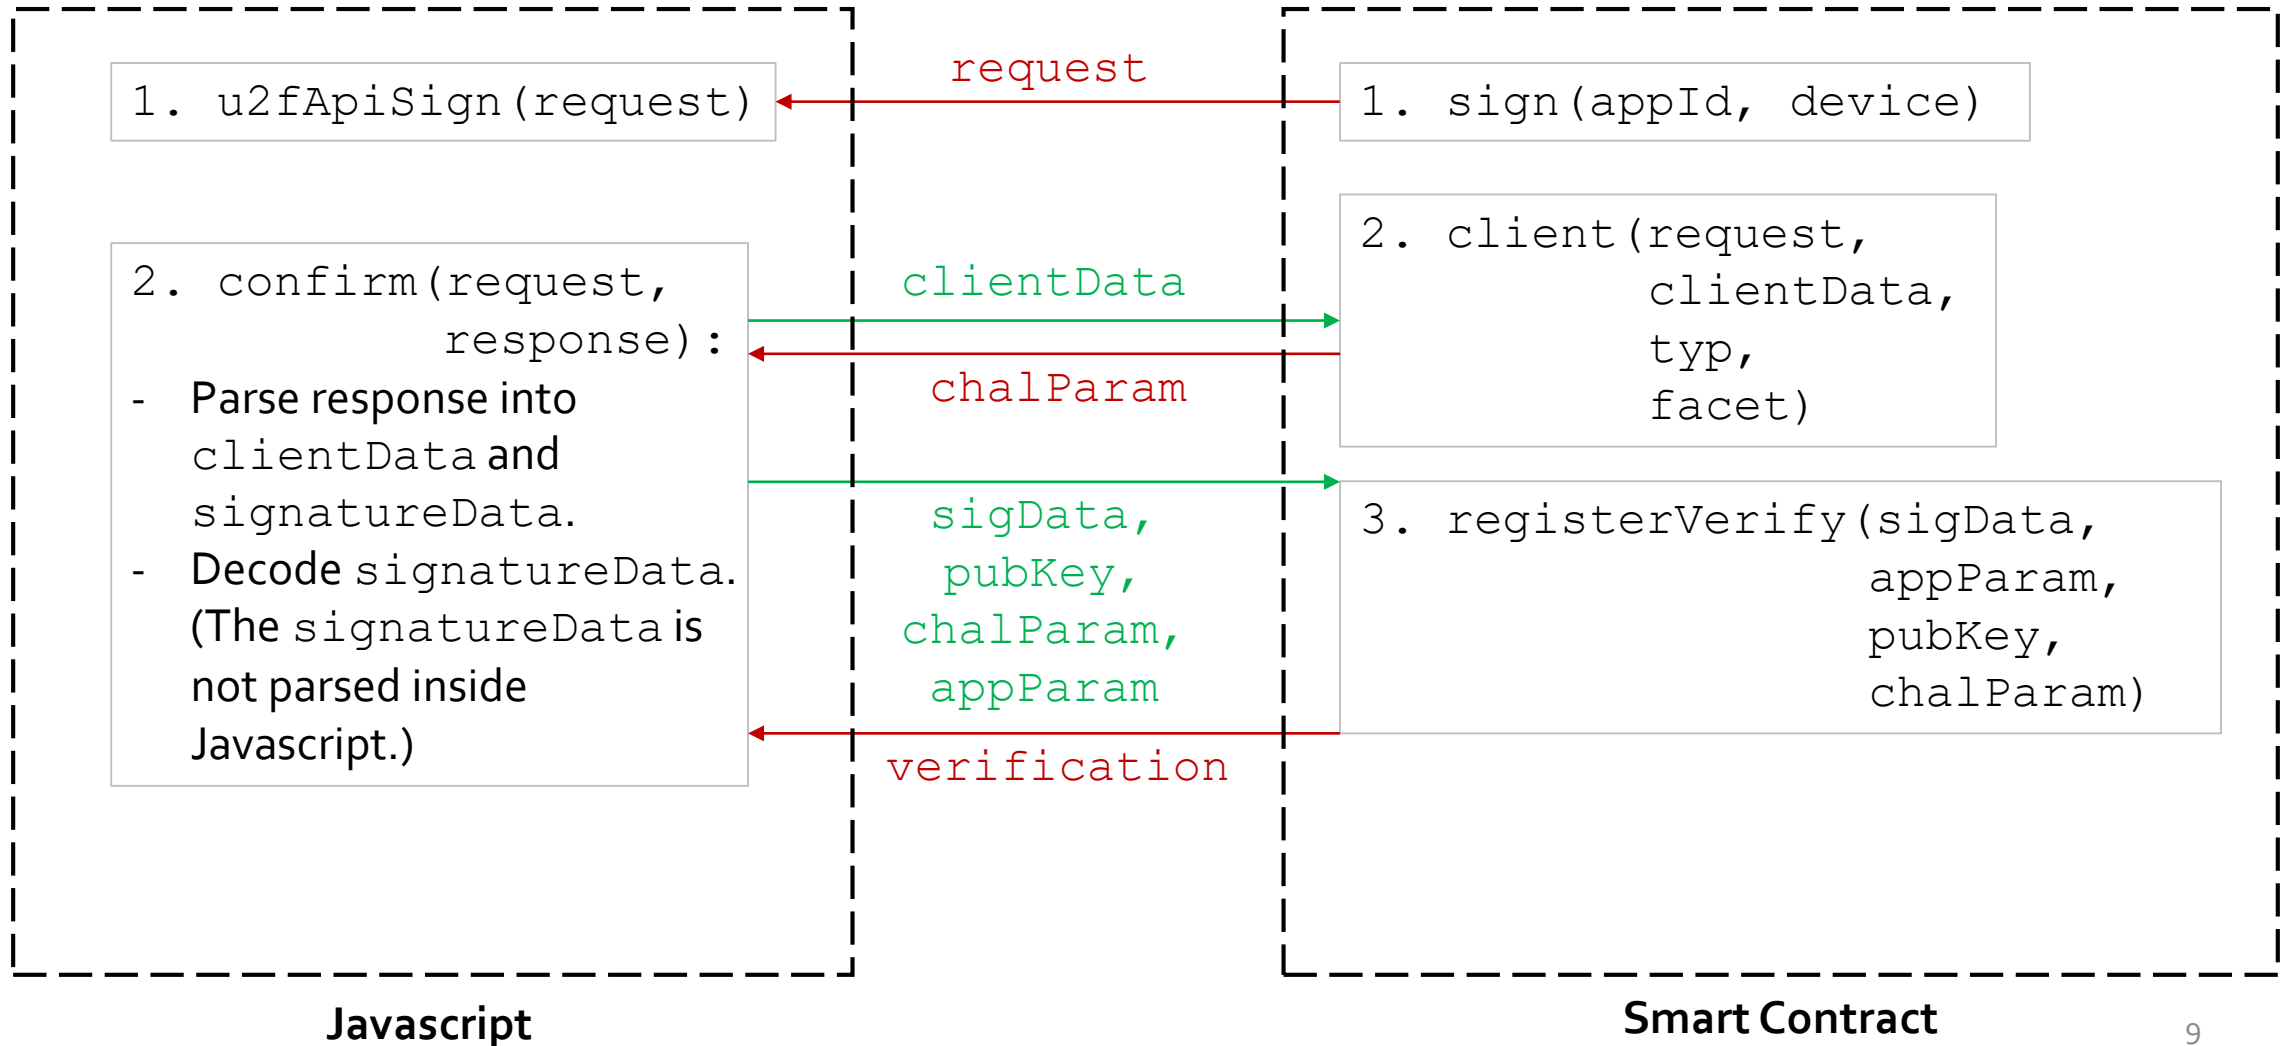 1. u2fApiSign(request)
2. confirm(request,
response):
- Parse response into
clientData and
signatureData.
- Decode signatureData.
(The signatureData is
not parsed inside
Javascript.)
Javascript
request
clientData
chalParam
sigData,
pubKey,
chalParam,
appParam
verification
1. sign(appId, device)
2. client(request,
clientData,
typ,
facet)
3. registerVerify(sigData,
appParam,
pubKey,
chalParam)
Smart Contract
9